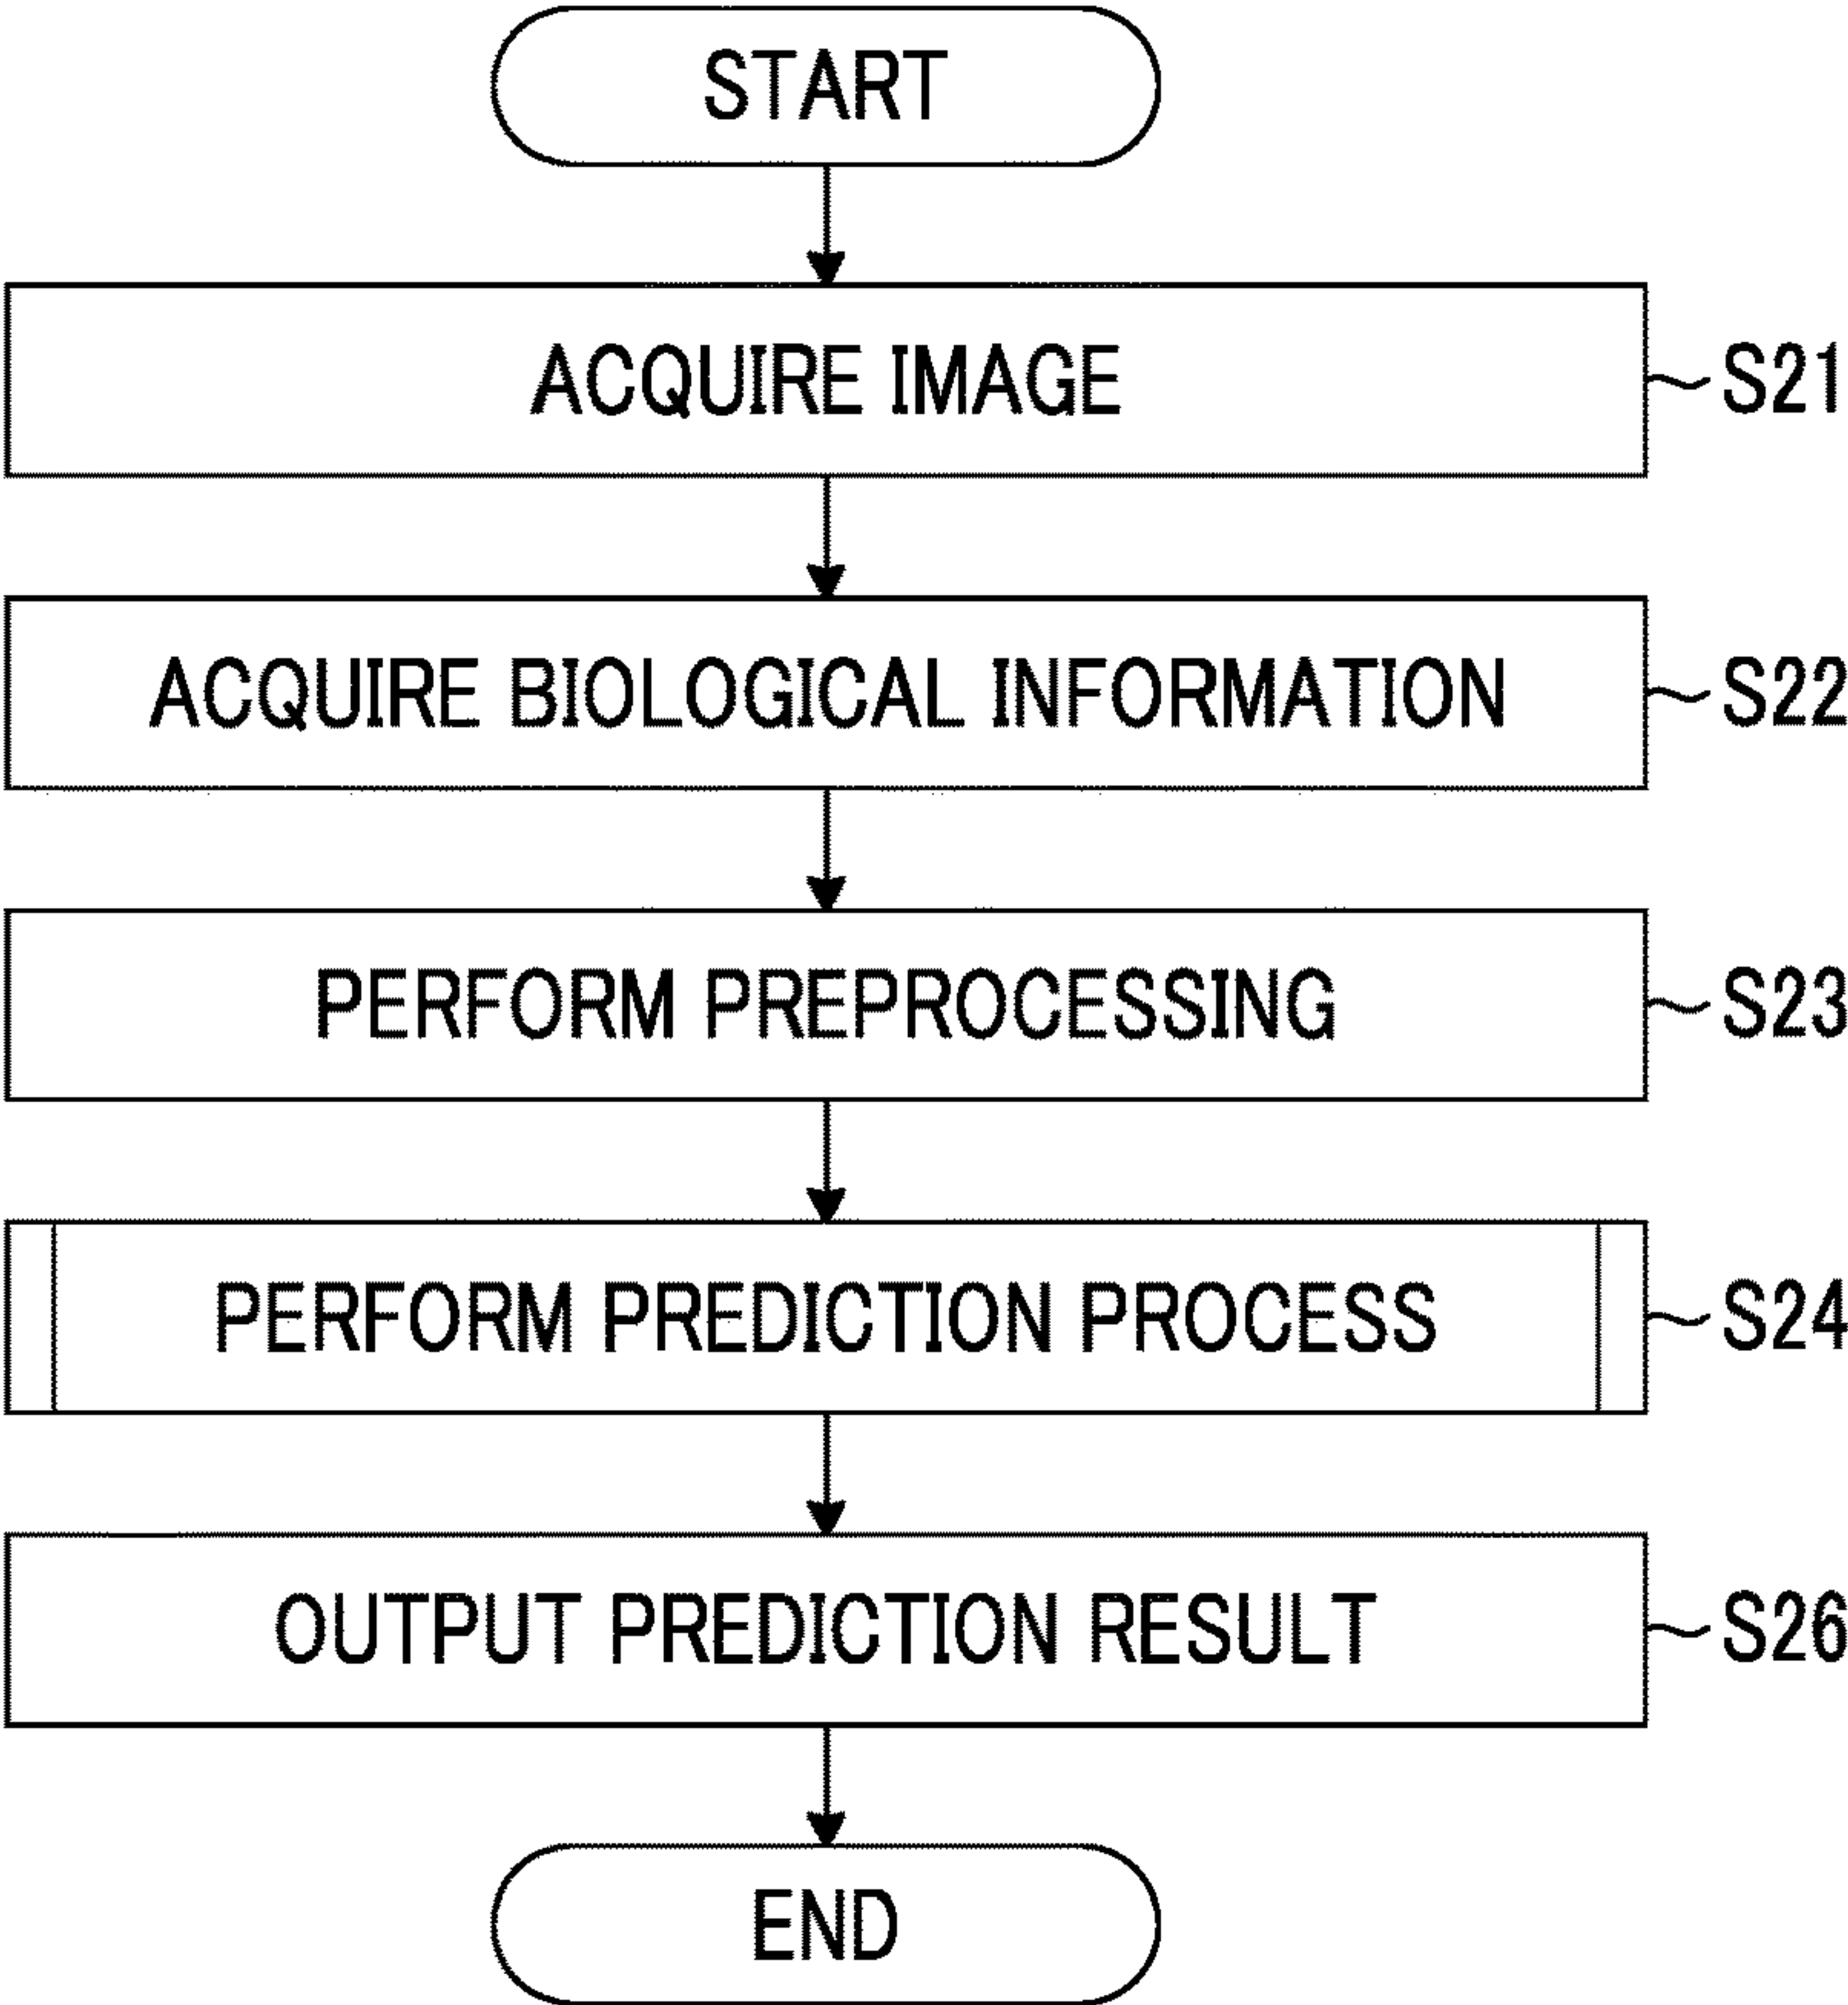 START
ACQUIRE IMAGE S21
ACQUIRE BIOLOGICAL INFORMATION S22
PERFORM PREPROCESSING S23
PERFORM PREDICTION PROCESS S24
OUTPUT PREDICTION RESULT S26
END